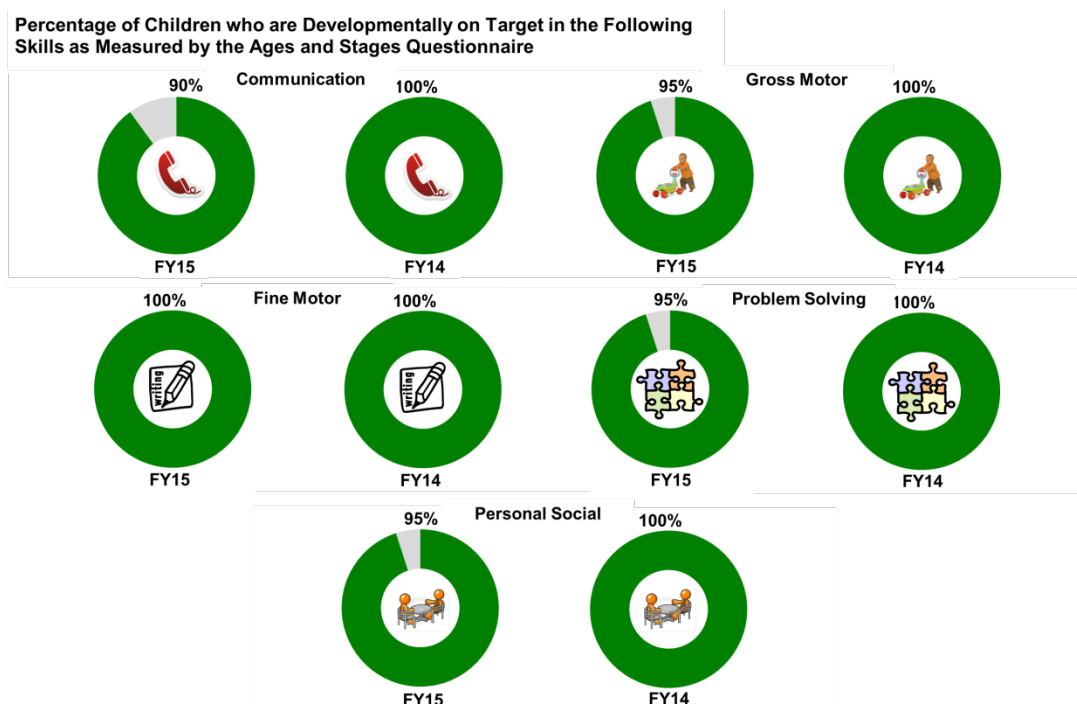 Percentage of Children who are Developmentally on Target in the Following
Skills as Measured by the Ages and Stages Questionnaire
Communication
90%
100%
FY15
FY14
Gross Motor
95%
100%
FY15
FY14
Fine Motor
100%
100%
writing
writing
FY15
FY14
Problem Solving
95%
100%
FY15
FY14
Personal Social
95%
100%
FY15
FY14